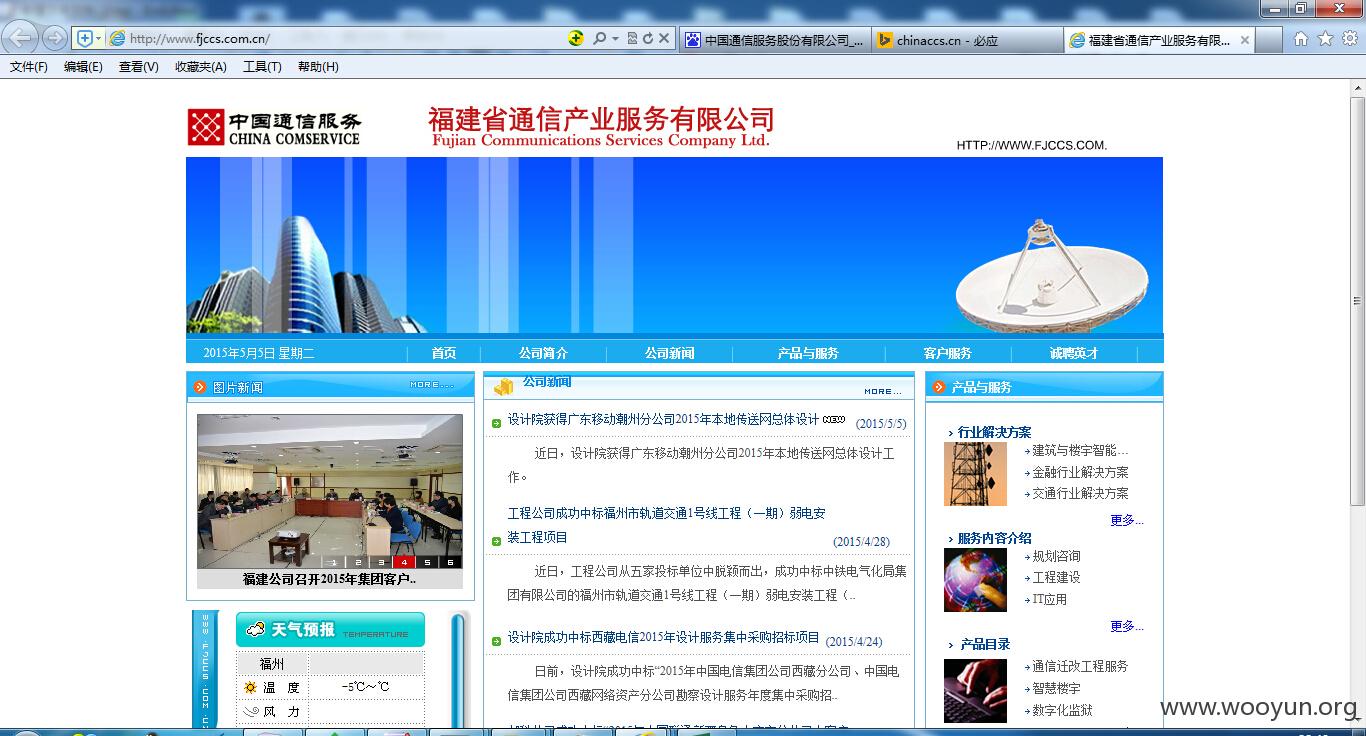 http://www.fjccs.com.cn/
中国通信服务股份有限公司_...
chinaccs.cn - 必应
福建省通信产业服务有限...
文件(F) 编辑(E) 查看(V) 收藏夹(A) 工具(T) 帮助(H)
中国通信服务
CHINA COMSERVICE
福建省通信产业服务有限公司
Fujian Communications Services Company Ltd.
HTTP://WWW.FJCCS.COM.
2015年5月5日 星期二
首页 公司简介 公司新闻 产品与服务 客户服务 诚聘英才
图片新闻
MORE...
1 2 3 4 5 6
福建公司召开2015年集团客户..
WWW.FJCCS.COM.CN
天气预报
TEMPERATURE
福州
温 度
-5℃～℃
风 力
公司新闻
MORE...
设计院获得广东移动潮州分公司2015年本地传送网总体设计 NEW (2015/5/5)
近日，设计院获得广东移动潮州分公司2015年本地传送网总体设计工
作。
工程公司成功中标福州市轨道交通1号线工程（一期）弱电安
装工程项目 (2015/4/28)
近日，工程公司从五家投标单位中脱颖而出，成功中标中铁电气化局集
团有限公司的福州市轨道交通1号线工程（一期）弱电安装工程（..
设计院成功中标西藏电信2015年设计服务集中采购招标项目 (2015/4/24)
日前，设计院成功中标“2015年中国电信集团公司西藏分公司、中国电
信集团公司西藏网络资产分公司勘察设计服务年度集中采购招..
产品与服务
行业解决方案
建筑与楼宇智能...
金融行业解决方案
交通行业解决方案
更多...
服务内容介绍
规划咨询
工程建设
IT应用
更多...
产品目录
通信迁改工程服务
智慧楼宇
数字化监狱
www.wooyun.org